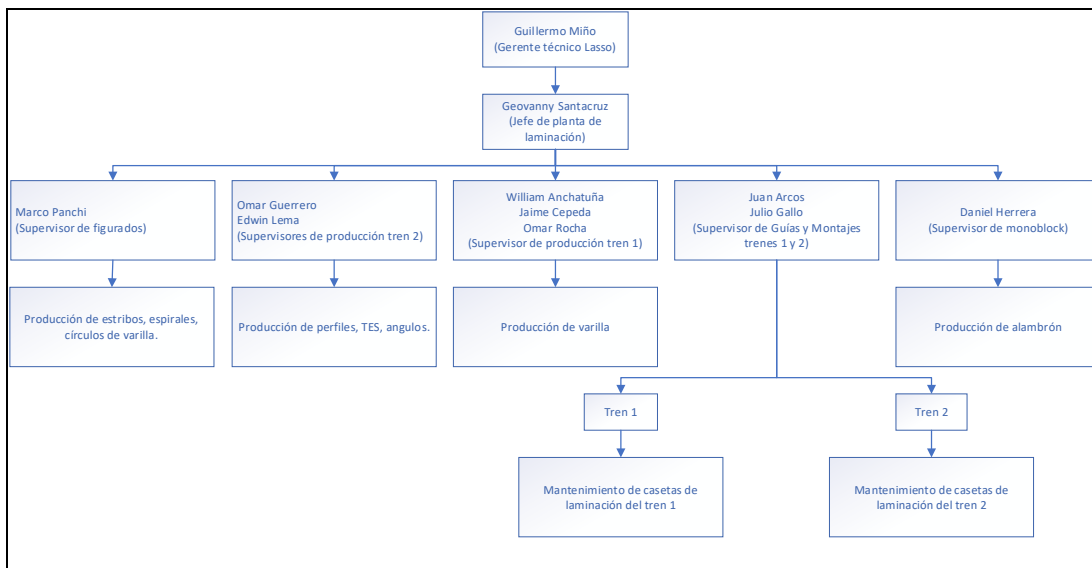 Guillermo Miño
(Gerente técnico Lasso)
Geovanny Santacruz
(Jefe de planta de
laminación)
Marco Panchi
(Supervisor de figurados)
Omar Guerrero
Edwin Lema
(Supervisores de producción tren 2)
William Anchatuña
Jaime Cepeda
Omar Rocha
(Supervisor de producción tren 1)
Juan Arcos
Julio Gallo
(Supervisor de Guías y Montajes
trenes 1 y 2)
Daniel Herrera
(Supervisor de monoblock)
Producción de estribos, espirales,
círculos de varilla.
Producción de perfiles, TES, angulos.
Producción de varilla
Producción de alambrón
Tren 1
Tren 2
Mantenimiento de casetas de
laminación del tren 1
Mantenimiento de casetas de
laminación del tren 2